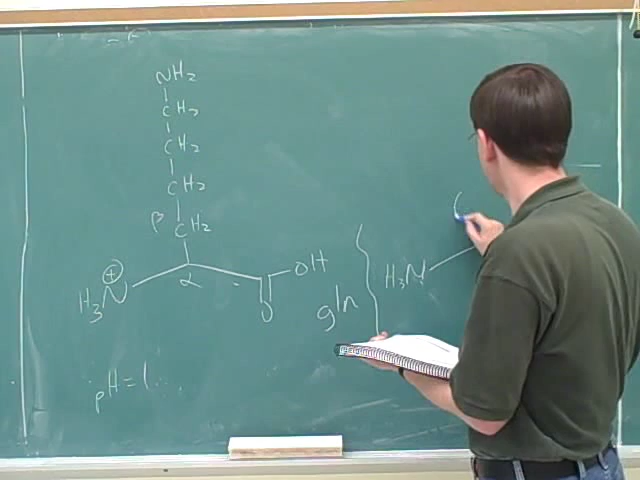 NH2
CH2
CH2
CH2
β CH2
H3N ⊕ α OH
O
gln
pH = 1...
H3N
C